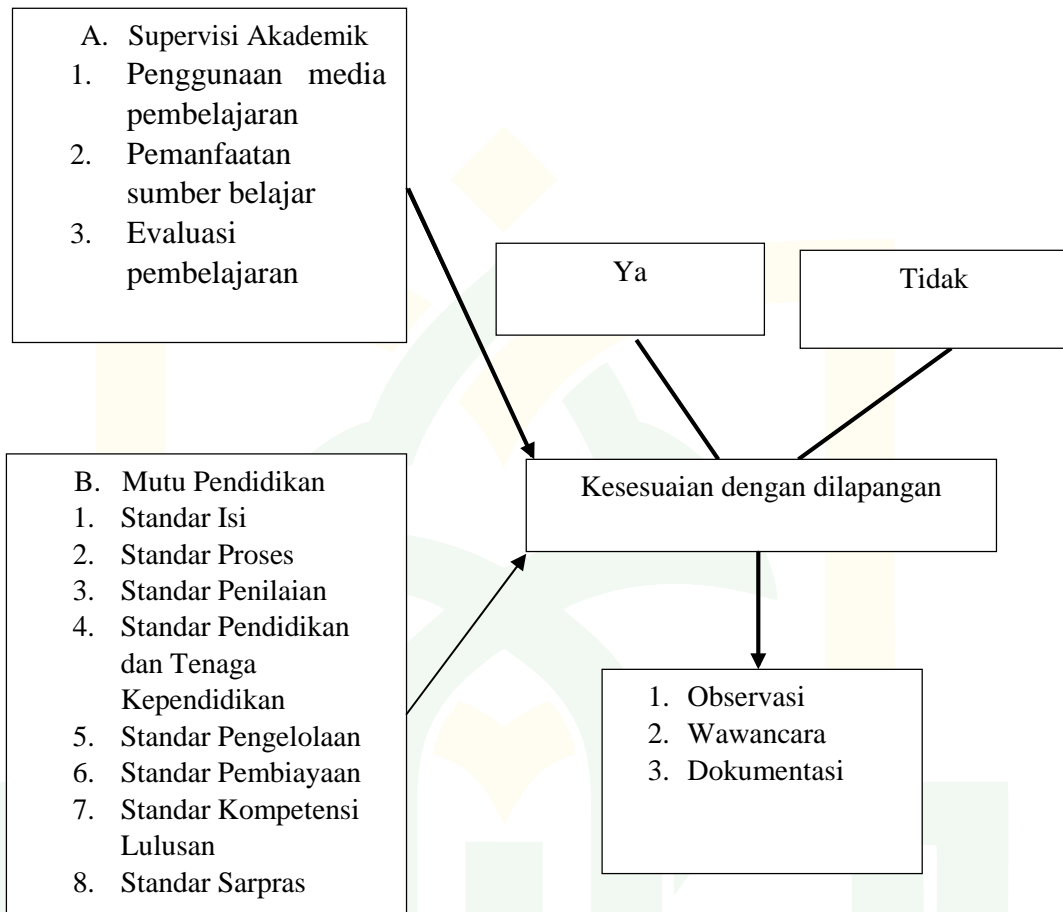 A. Supervisi Akademik
1. Penggunaan media
pembelajaran
2. Pemanfaatan
sumber belajar
3. Evaluasi
pembelajaran
Ya
Tidak
B. Mutu Pendidikan
1. Standar Isi
2. Standar Proses
3. Standar Penilaian
4. Standar Pendidikan
dan Tenaga
Kependidikan
5. Standar Pengelolaan
6. Standar Pembiayaan
7. Standar Kompetensi
Lulusan
8. Standar Sarpras
Kesesuaian dengan dilapangan
1. Observasi
2. Wawancara
3. Dokumentasi